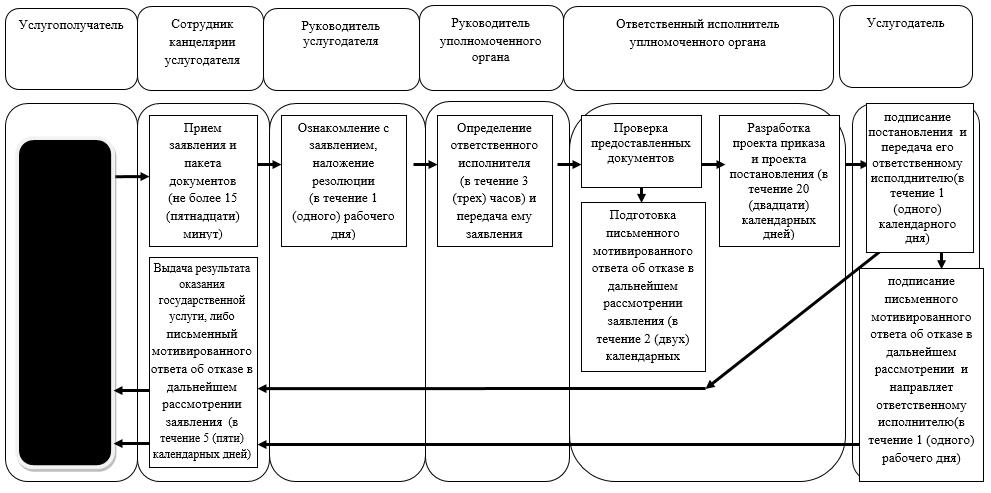 Услугополучатель
Сотрудник
канцелярии
услугодателя
Руководитель
услугодателя
Руководитель
уполномоченного
органа
Ответственный исполнитель
уплномоченного органа
Услугодатель
Прием
заявления и
пакета
документов
(не более 15
(пятнадцати)
минут)
Ознакомление с
заявлением,
наложение
резолюции
(в течение 1
(одного) рабочего
дня)
Определение
ответственного
исполнителя
(в течение 3
(трех) часов) и
передача ему
заявления
Проверка
предоставленных
документов
Разработка
проекта приказа
и проекта
постановления (в
течение 20
(двадцати)
календарных
дней)
подписание
постановления и
передача его
ответственному
исполднителю(в
течение 1
(одного)
календарного
дня)
Выдача результата
оказания
государственной
услуги, либо
письменный
мотивированного
ответа об отказе в
дальнейшем
рассмотрении
заявления (в
течение 5 (пяти)
календарных дней)
Подготовка
письменного
мотивированного
ответа об отказе в
дальнейшем
рассмотрении
заявления (в
течение 2 (двух)
календарных
подписание
письменного
мотивированного
ответа об отказе в
дальнейшем
рассмотрении и
направляет
ответственному
исполнителю(в
течение 1 (одного)
рабочего дня)